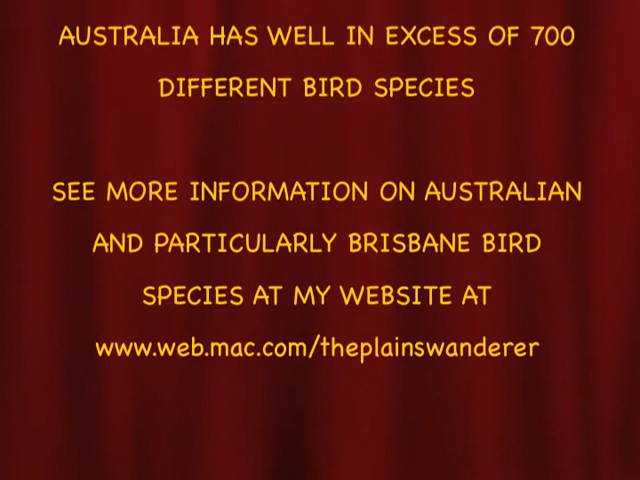 AUSTRALIA HAS WELL IN EXCESS OF 700
DIFFERENT BIRD SPECIES
SEE MORE INFORMATION ON AUSTRALIAN
AND PARTICULARLY BRISBANE BIRD
SPECIES AT MY WEBSITE AT
www.web.mac.com/theplainswanderer